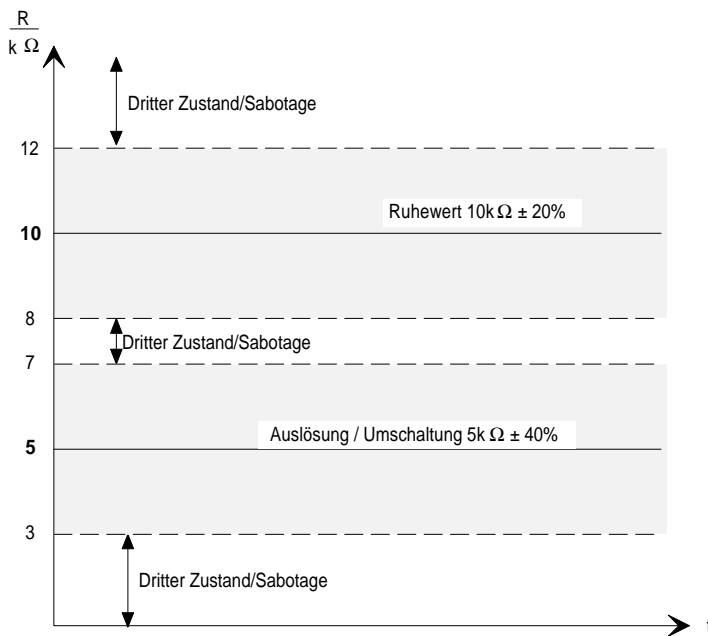 R
k Ω
Dritter Zustand/Sabotage
12
Ruhewert 10k Ω ± 20%
10
8
Dritter Zustand/Sabotage
7
Auslösung / Umschaltung 5k Ω ± 40%
5
3
Dritter Zustand/Sabotage
t